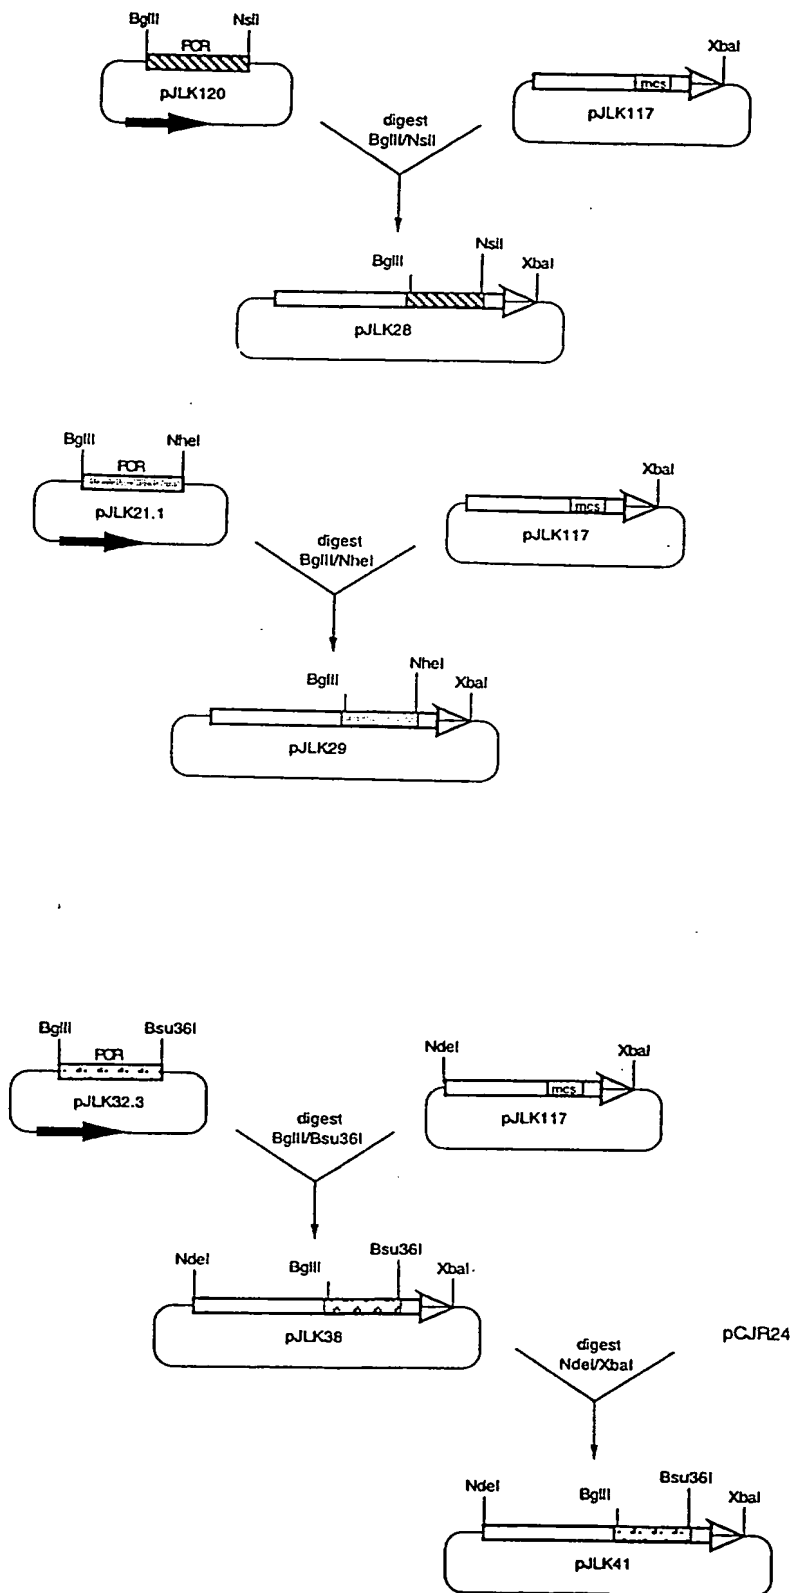 BglII NsiI
PCR
XbaI
mcs
pJLK120
pJLK117
digest
BglII/NsiI
NsiI
BglII
XbaI
pJLK28
BglII NheI
PCR
XbaI
mcs
pJLK21.1
pJLK117
digest
BglII/NheI
NheI
BglII
XbaI
pJLK29
BglII Bsu36I
PCR
NdeI XbaI
mcs
pJLK32.3
pJLK117
digest
BglII/Bsu36I
Bsu36I
NdeI BglII
XbaI
pJLK38
pCJR24
digest
NdeI/XbaI
Bsu36I
NdeI BglII
XbaI
pJLK41